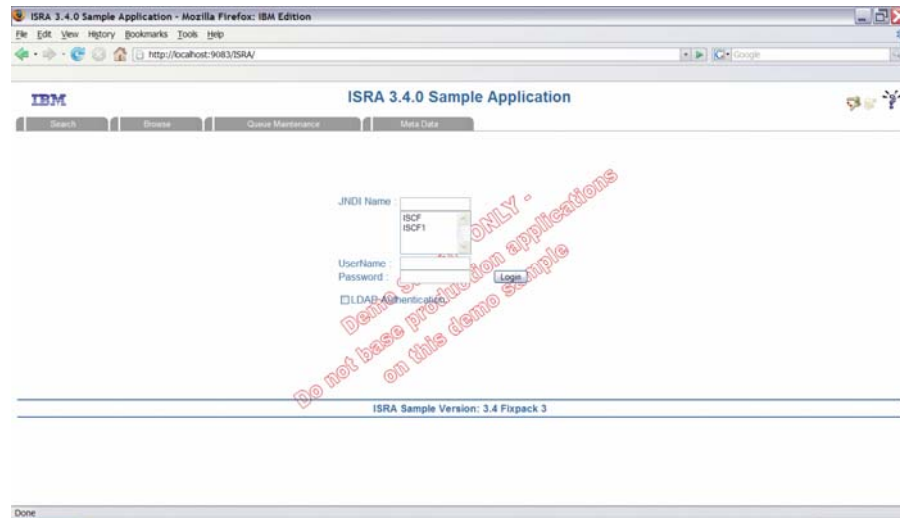 ISRA 3.4.0 Sample Application - Mozilla Firefox: IBM Edition
File Edit View History Bookmarks Tools Help
http://localhost:9083/ISRA/
Google
IBM
ISRA 3.4.0 Sample Application
Search Browse Queue Maintenance Meta Data
JNDI Name :
ISCF
ISCF1
UserName :
Password :
Login
LDAP Authentication
Demo ONLY -
Do not base production applications
on this demo sample
ISRA Sample Version: 3.4 Fixpack 3
Done